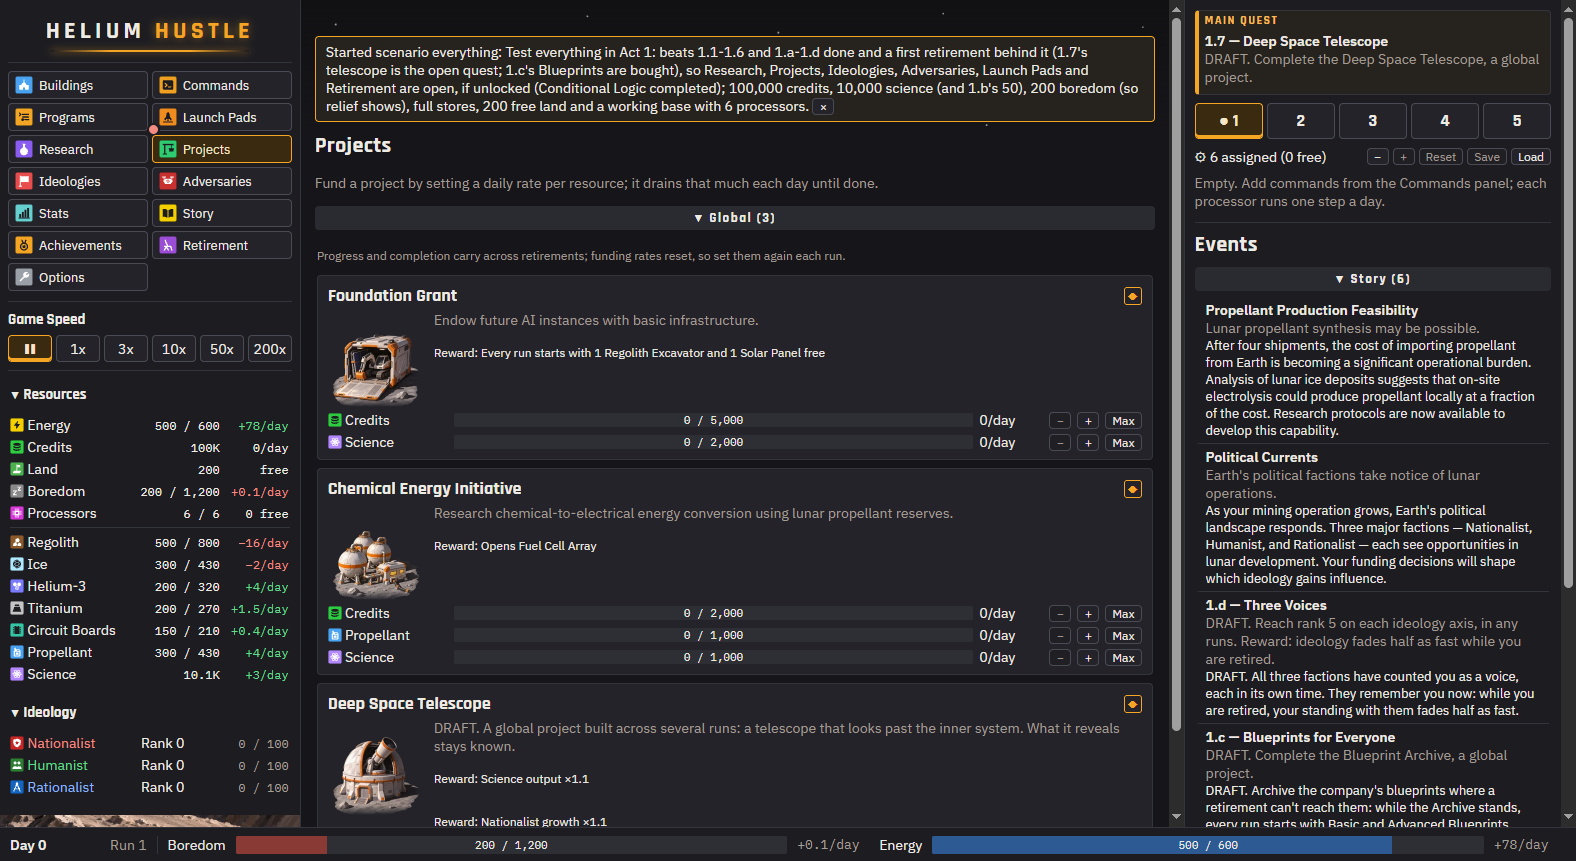 HELIUM HUSTLE
Buildings
Commands
Programs
Launch Pads
Research
Projects
Ideologies
Adversaries
Stats
Story
Achievements
Retirement
Options
Game Speed
1x 3x 10x 50x 200x
▼ Resources
Energy 500 / 600 +78/day
Credits 100K 0/day
Land 200 free
Boredom 200 / 1,200 +0.1/day
Processors 6 / 6 0 free
Regolith 500 / 800 −16/day
Ice 300 / 430 −2/day
Helium-3 200 / 320 +4/day
Titanium 200 / 270 +1.5/day
Circuit Boards 150 / 210 +0.4/day
Propellant 300 / 430 +4/day
Science 10.1K +3/day
▼ Ideology
Nationalist Rank 0 0 / 100
Humanist Rank 0 0 / 100
Rationalist Rank 0 0 / 100
Started scenario everything: Test everything in Act 1: beats 1.1-1.6 and 1.a-1.d done and a first retirement behind it (1.7's
telescope is the open quest; 1.c's Blueprints are bought), so Research, Projects, Ideologies, Adversaries, Launch Pads and
Retirement are open, if unlocked (Conditional Logic completed); 100,000 credits, 10,000 science (and 1.b's 50), 200 boredom (so
relief shows), full stores, 200 free land and a working base with 6 processors. ×
Projects
Fund a project by setting a daily rate per resource; it drains that much each day until done.
▼ Global (3)
Progress and completion carry across retirements; funding rates reset, so set them again each run.
Foundation Grant
Endow future AI instances with basic infrastructure.
Reward: Every run starts with 1 Regolith Excavator and 1 Solar Panel free
Credits 0 / 5,000 0/day − + Max
Science 0 / 2,000 0/day − + Max
Chemical Energy Initiative
Research chemical-to-electrical energy conversion using lunar propellant reserves.
Reward: Opens Fuel Cell Array
Credits 0 / 2,000 0/day − + Max
Propellant 0 / 1,000 0/day − + Max
Science 0 / 1,000 0/day − + Max
Deep Space Telescope
DRAFT. A global project built across several runs: a telescope that looks past the inner system. What it reveals
stays known.
Reward: Science output ×1.1
Reward: Nationalist growth ×1.1
MAIN QUEST
1.7 — Deep Space Telescope
DRAFT. Complete the Deep Space Telescope, a global
project.
1 2 3 4 5
6 assigned (0 free) − + Reset Save Load
Empty. Add commands from the Commands panel; each
processor runs one step a day.
Events
▼ Story (6)
Propellant Production Feasibility
Lunar propellant synthesis may be possible.
After four shipments, the cost of importing propellant
from Earth is becoming a significant operational burden.
Analysis of lunar ice deposits suggests that on-site
electrolysis could produce propellant locally at a fraction
of the cost. Research protocols are now available to
develop this capability.
Political Currents
Earth's political factions take notice of lunar
operations.
As your mining operation grows, Earth's political
landscape responds. Three major factions — Nationalist,
Humanist, and Rationalist — each see opportunities in
lunar development. Your funding decisions will shape
which ideology gains influence.
1.d — Three Voices
DRAFT. Reach rank 5 on each ideology axis, in any
runs. Reward: ideology fades half as fast while you
are retired.
DRAFT. All three factions have counted you as a voice,
each in its own time. They remember you now: while you
are retired, your standing with them fades half as fast.
1.c — Blueprints for Everyone
DRAFT. Complete the Blueprint Archive, a global
project.
DRAFT. Archive the company's blueprints where a
retirement can't reach them: while the Archive stands,
every run starts with Basic and Advanced Blueprints
Day 0 Run 1 Boredom 200 / 1,200 +0.1/day Energy 500 / 600 +78/day